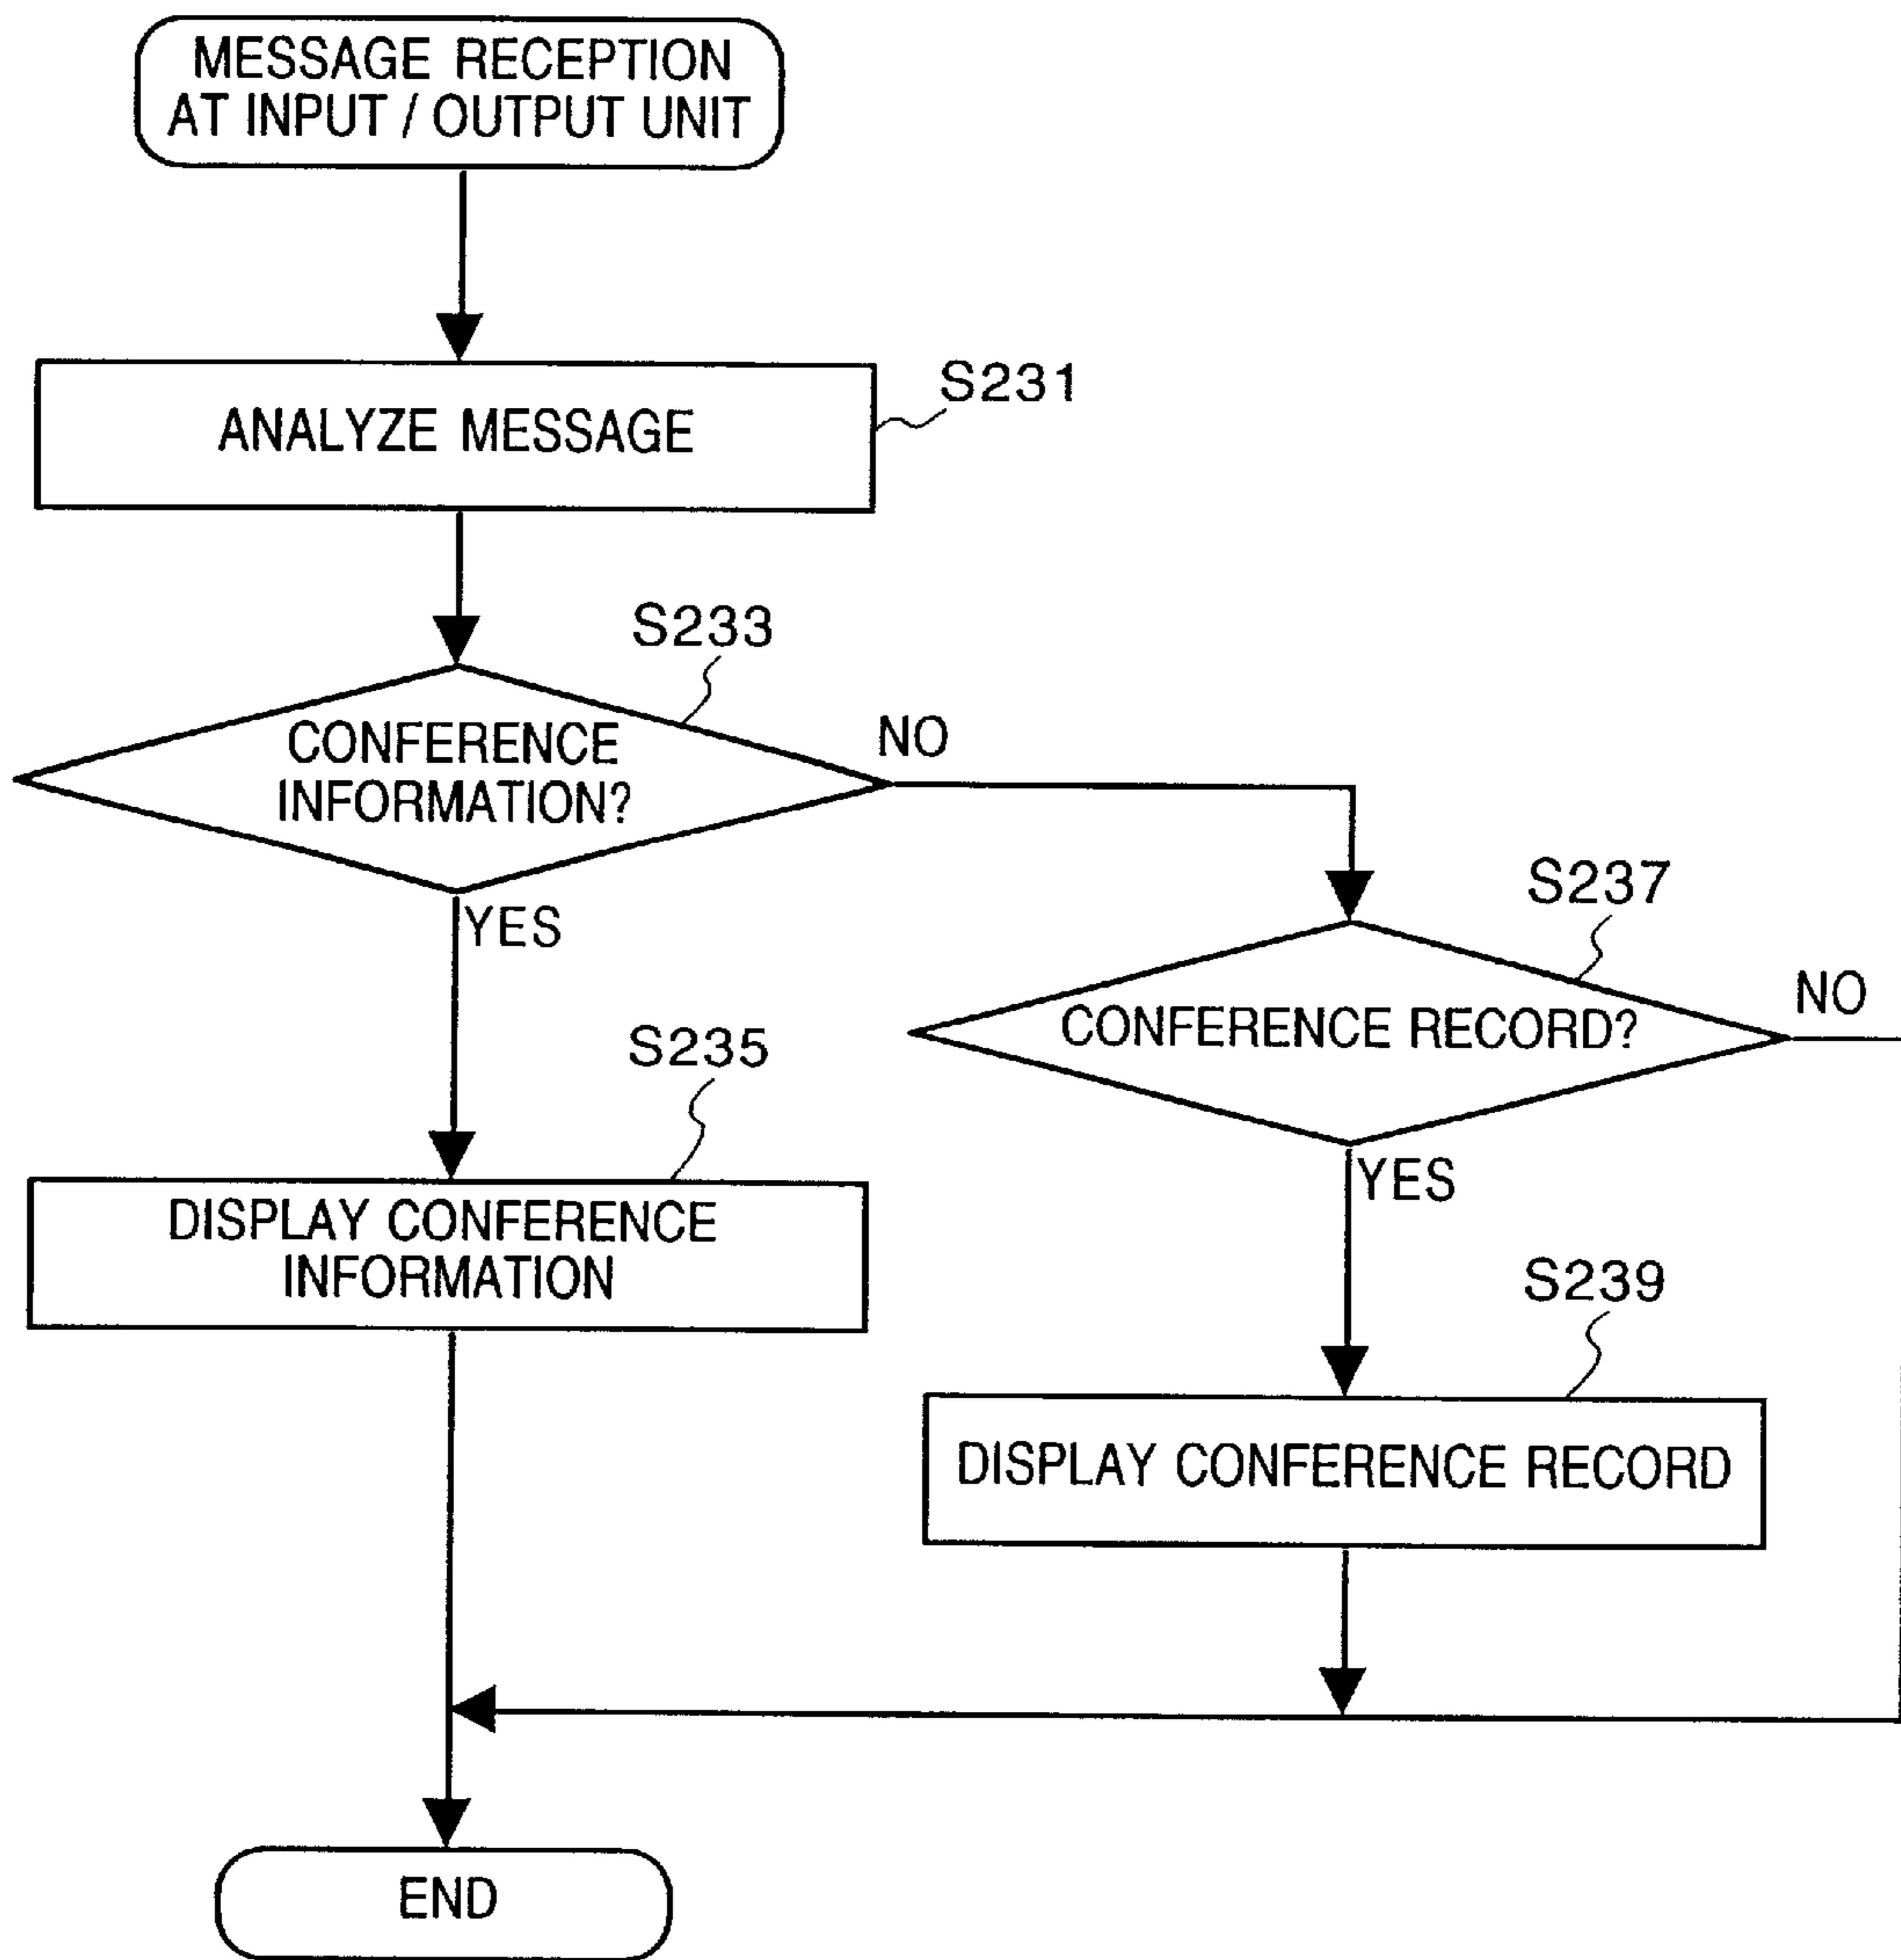 MESSAGE RECEPTION
AT INPUT / OUTPUT UNIT
S231
ANALYZE MESSAGE
S233
CONFERENCE
INFORMATION?
NO
YES
S237
CONFERENCE RECORD?
NO
YES
S235
DISPLAY CONFERENCE
INFORMATION
S239
DISPLAY CONFERENCE RECORD
END